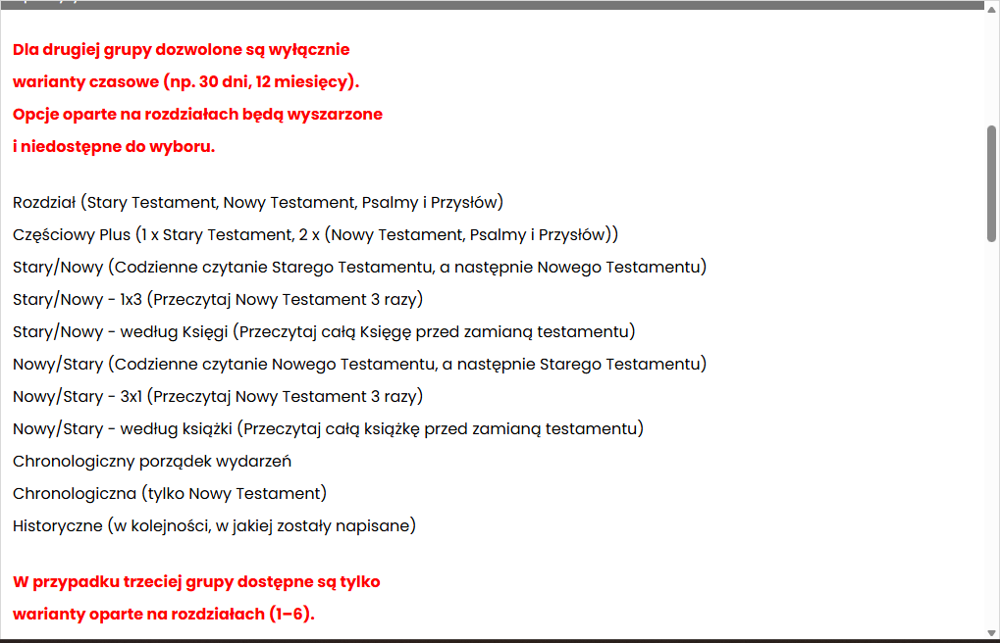 Dla drugiej grupy dozwolone są wyłącznie
warianty czasowe (np. 30 dni, 12 miesięcy).
Opcje oparte na rozdziałach będą wyszarzone
i niedostępne do wyboru.
Rozdział (Stary Testament, Nowy Testament, Psalmy i Przysłów)
Częściowy Plus (1 x Stary Testament, 2 x (Nowy Testament, Psalmy i Przysłów))
Stary/Nowy (Codzienne czytanie Starego Testamentu, a następnie Nowego Testamentu)
Stary/Nowy - 1x3 (Przeczytaj Nowy Testament 3 razy)
Stary/Nowy - według Księgi (Przeczytaj całą Księgę przed zamianą testamentu)
Nowy/Stary (Codzienne czytanie Nowego Testamentu, a następnie Starego Testamentu)
Nowy/Stary - 3x1 (Przeczytaj Nowy Testament 3 razy)
Nowy/Stary - według książki (Przeczytaj całą książkę przed zamianą testamentu)
Chronologiczny porządek wydarzeń
Chronologiczna (tylko Nowy Testament)
Historyczne (w kolejności, w jakiej zostały napisane)
W przypadku trzeciej grupy dostępne są tylko
warianty oparte na rozdziałach (1–6).